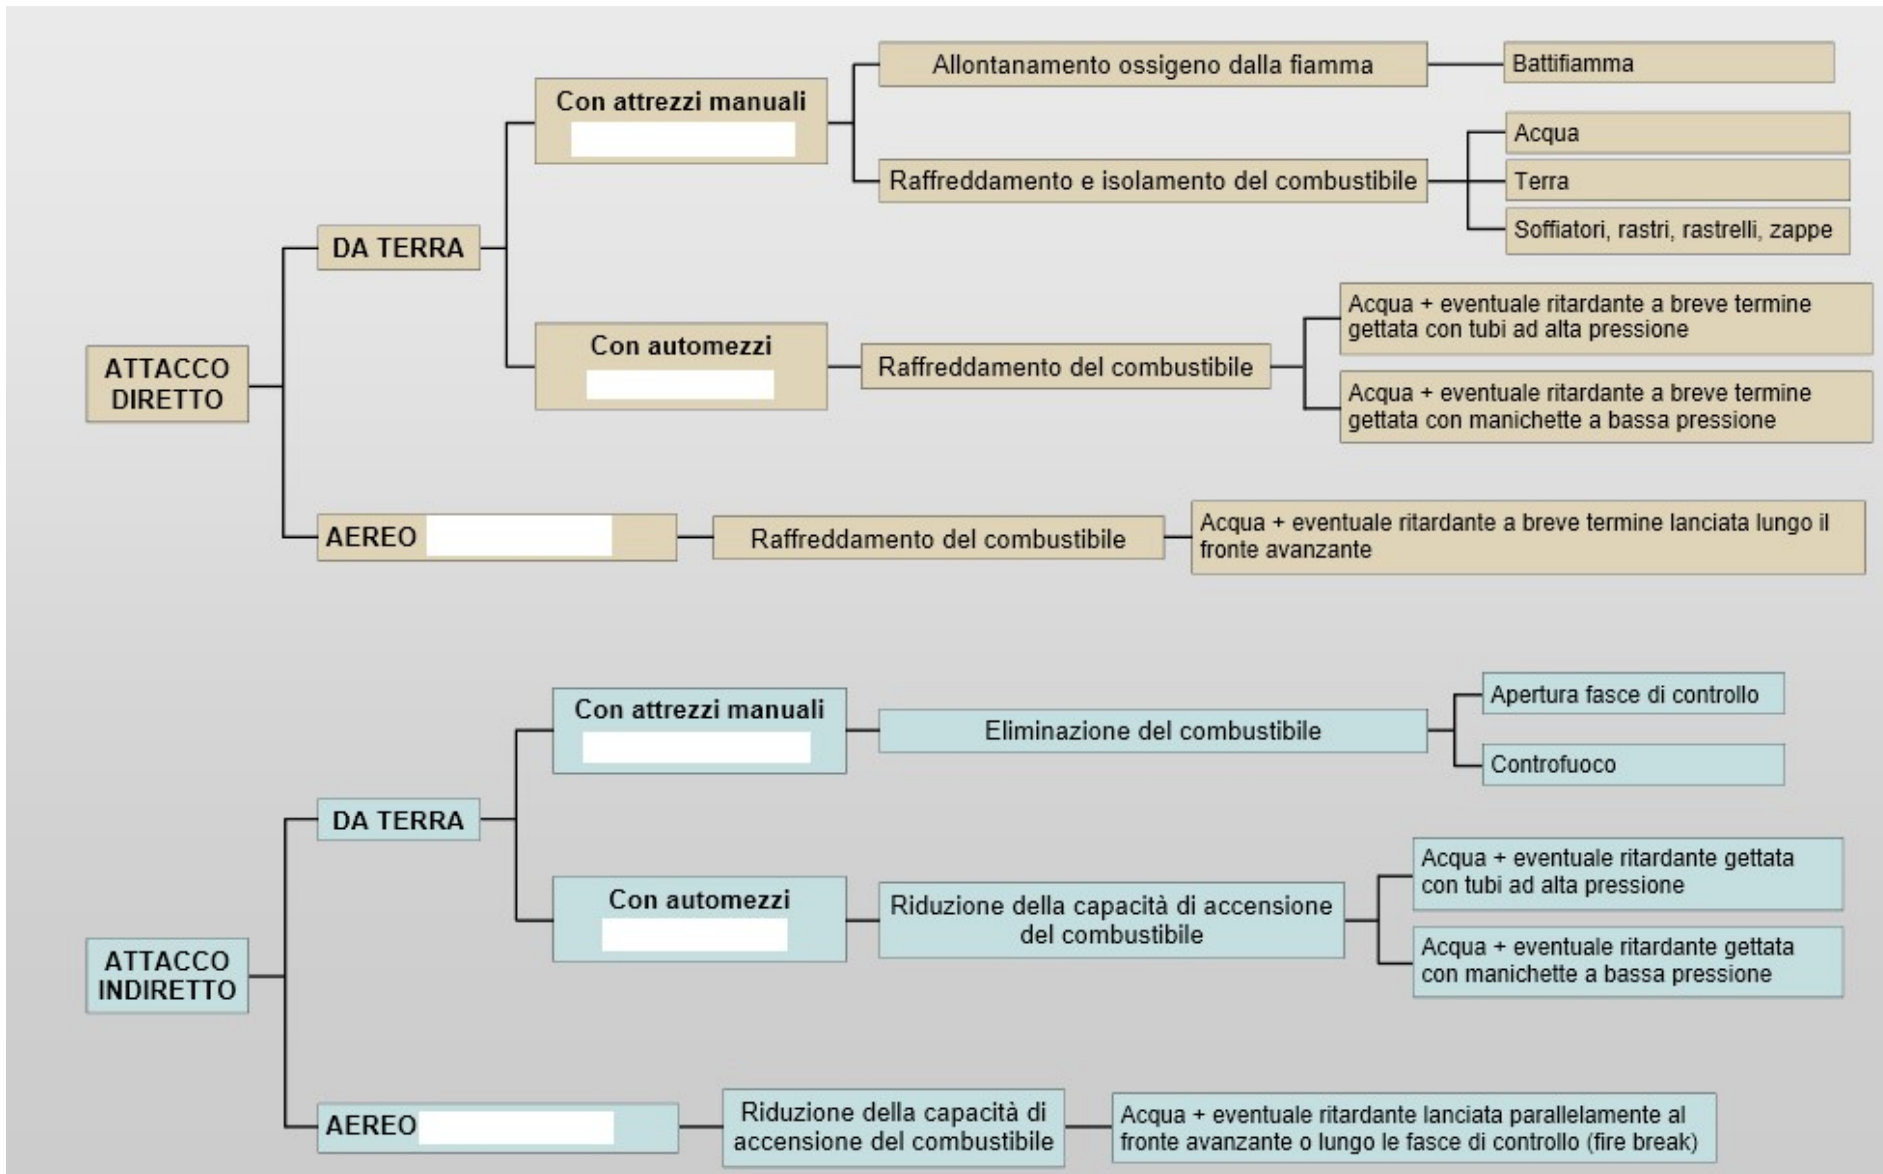 Allontanamento ossigeno dalla fiamma
Battifiamma
Con attrezzi manuali
Acqua
Raffreddamento e isolamento del combustibile
Terra
Soffiatori, rastri, rastrelli, zappe
DA TERRA
Acqua + eventuale ritardante a breve termine
gettata con tubi ad alta pressione
Con automezzi
Raffreddamento del combustibile
ATTACCO
DIRETTO
Acqua + eventuale ritardante a breve termine
gettata con manichette a bassa pressione
AEREO
Raffreddamento del combustibile
Acqua + eventuale ritardante a breve termine lanciata lungo il
fronte avanzante
Con attrezzi manuali
Eliminazione del combustibile
Apertura fasce di controllo
Controfuoco
DA TERRA
Acqua + eventuale ritardante gettata
con tubi ad alta pressione
Con automezzi
Riduzione della capacità di accensione
del combustibile
Acqua + eventuale ritardante gettata
con manichette a bassa pressione
ATTACCO
INDIRETTO
AEREO
Riduzione della capacità di
accensione del combustibile
Acqua + eventuale ritardante lanciata parallelamente al
fronte avanzante o lungo le fasce di controllo (fire break)